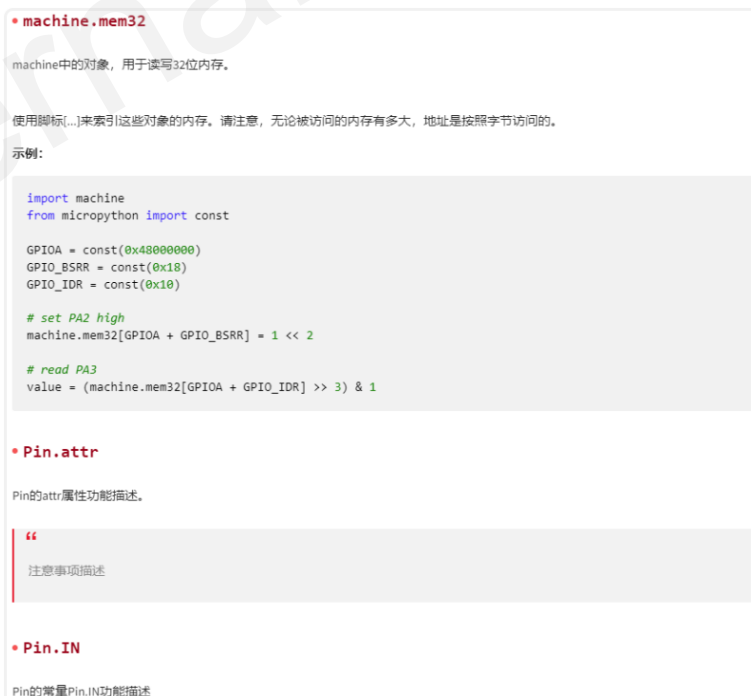 machine.mem32
machine中的对象，用于读写32位内存。
使用脚标[...]来索引这些对象的内存。请注意，无论被访问的内存有多大，地址是按照字节访问的。
示例：
import machine
from micropython import const
GPIOA = const(0x48000000)
GPIO_BSRR = const(0x18)
GPIO_IDR = const(0x10)
# set PA2 high
machine.mem32[GPIOA + GPIO_BSRR] = 1 << 2
# read PA3
value = (machine.mem32[GPIOA + GPIO_IDR] >> 3) & 1
Pin.attr
Pin的attr属性功能描述。
“
注意事项描述
Pin.IN
Pin的常量Pin.IN功能描述